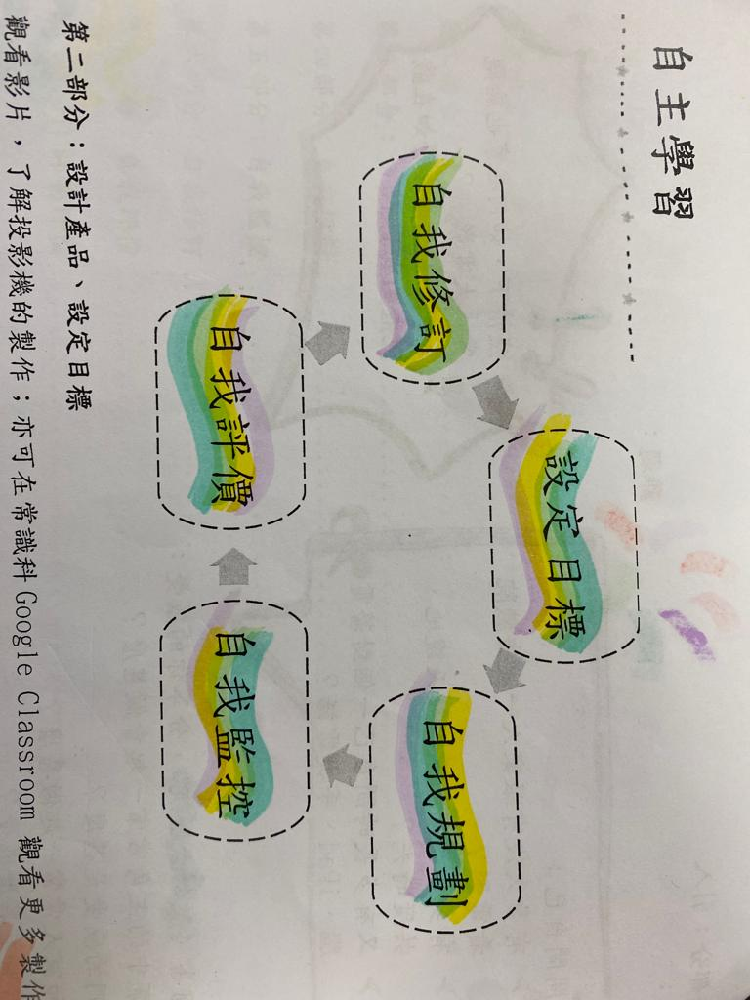 自主學習
設定目標
自我規劃
自我監控
自我評價
自我修訂
第二部分：設計產品、設定目標
觀看影片，了解投影機的製作；亦可在常識科 Google Classroom 觀看更多製作